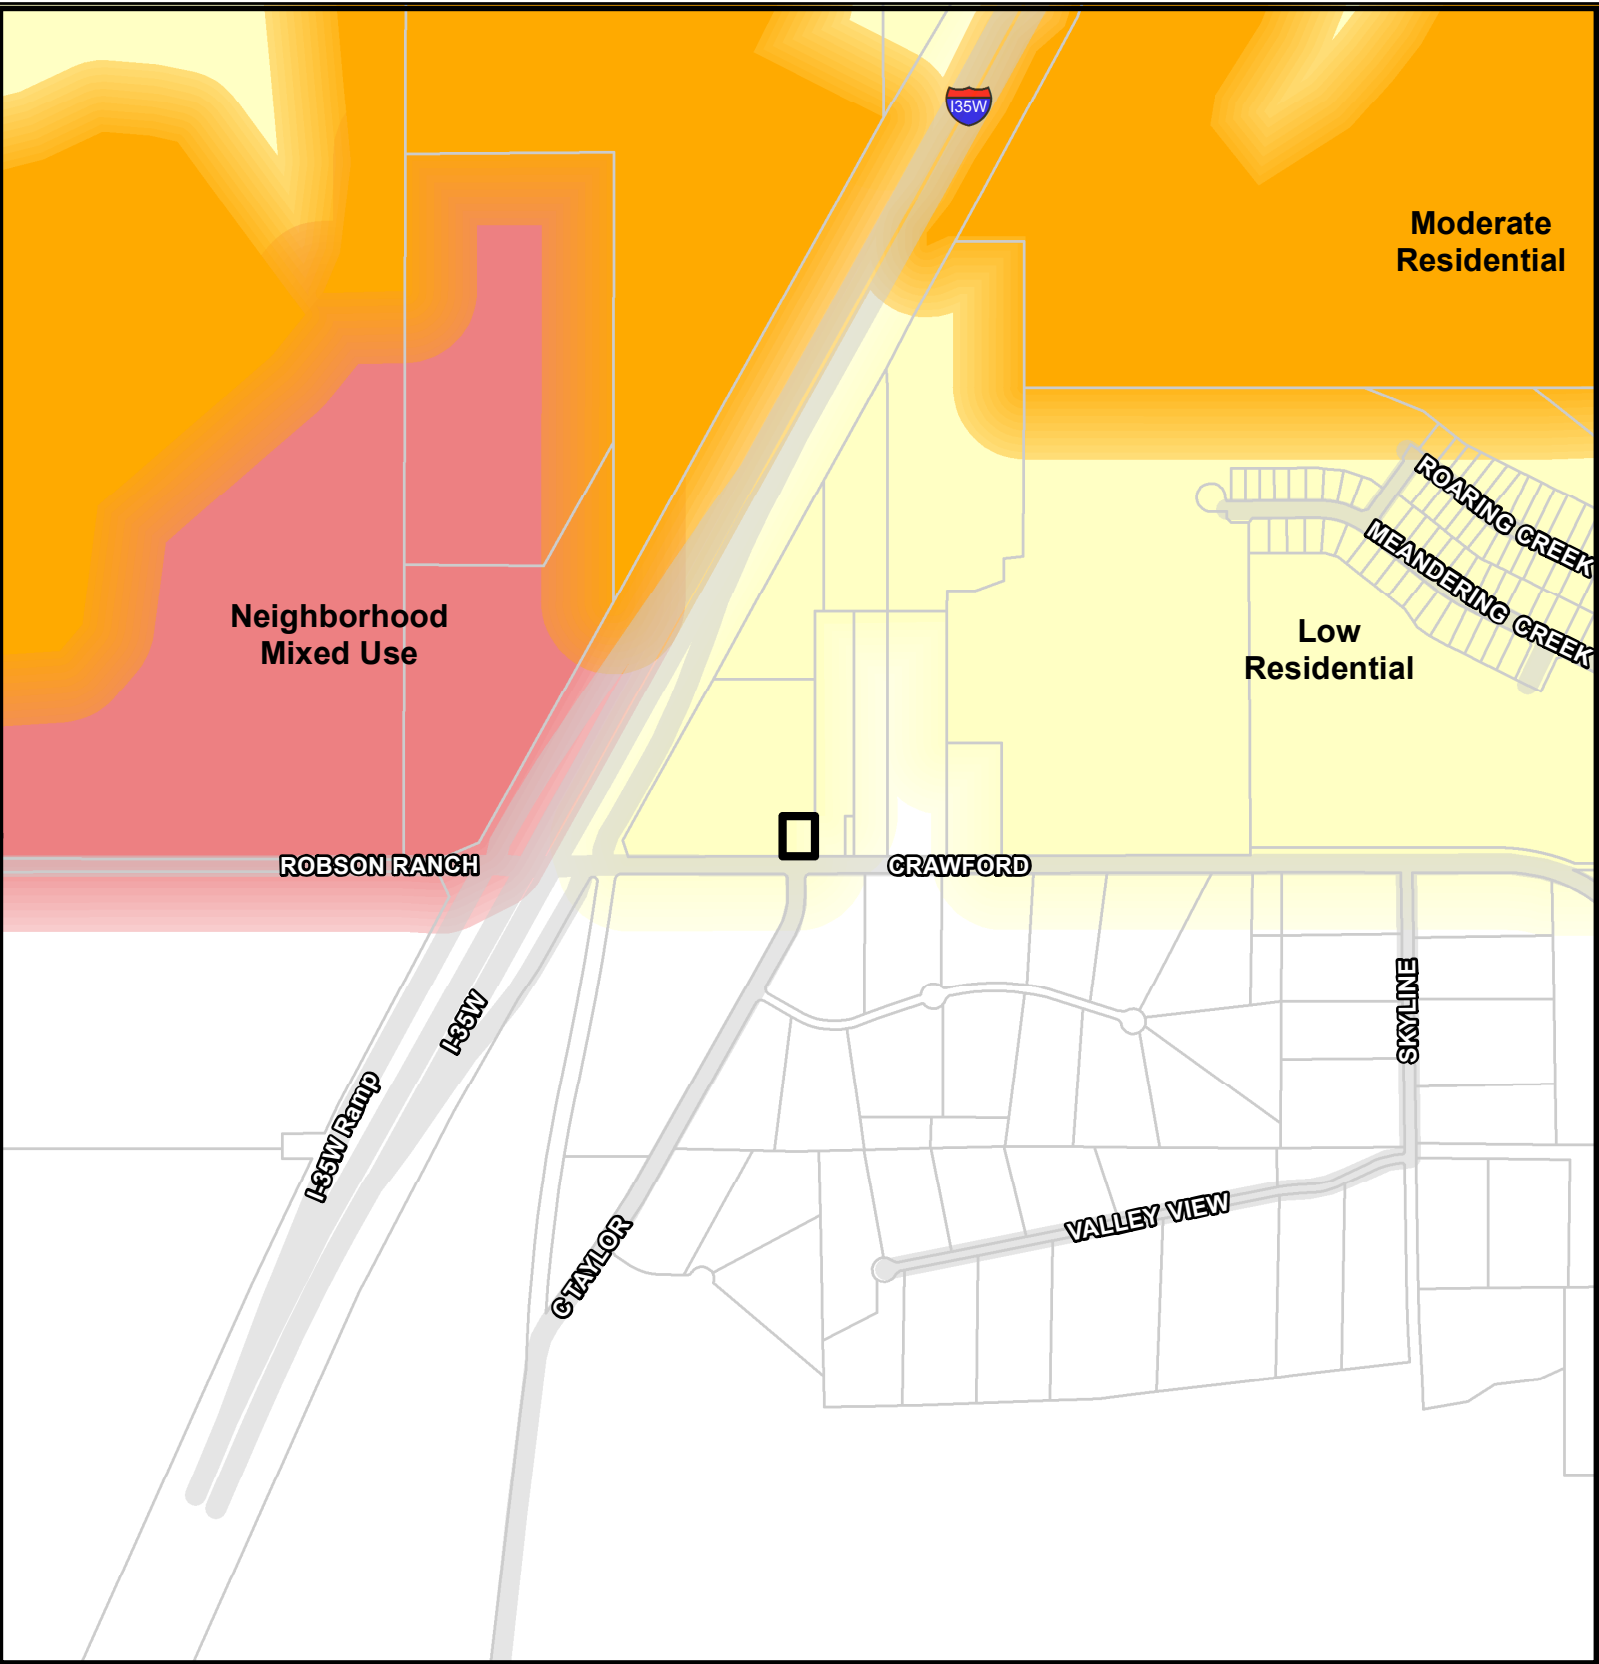 I35W
Moderate
Residential
ROARING CREEK
MEANDERING CREEK
Neighborhood
Mixed Use
Low
Residential
ROBSON RANCH
CRAWFORD
SKYLINE
I-35W
I-35W Ramp
VALLEY VIEW
C TAYLOR